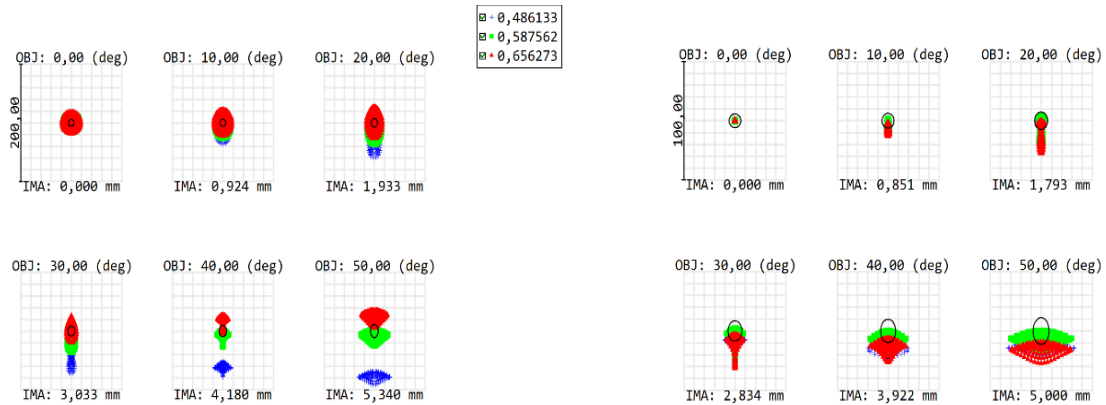 + 0,486133
▪ 0,587562
▲ 0,656273
OBJ: 0,00 (deg)
OBJ: 10,00 (deg)
OBJ: 20,00 (deg)
200,00
IMA: 0,000 mm
IMA: 0,924 mm
IMA: 1,933 mm
OBJ: 30,00 (deg)
OBJ: 40,00 (deg)
OBJ: 50,00 (deg)
IMA: 3,033 mm
IMA: 4,180 mm
IMA: 5,340 mm
OBJ: 0,00 (deg)
OBJ: 10,00 (deg)
OBJ: 20,00 (deg)
100,00
IMA: 0,000 mm
IMA: 0,851 mm
IMA: 1,793 mm
OBJ: 30,00 (deg)
OBJ: 40,00 (deg)
OBJ: 50,00 (deg)
IMA: 2,834 mm
IMA: 3,922 mm
IMA: 5,000 mm